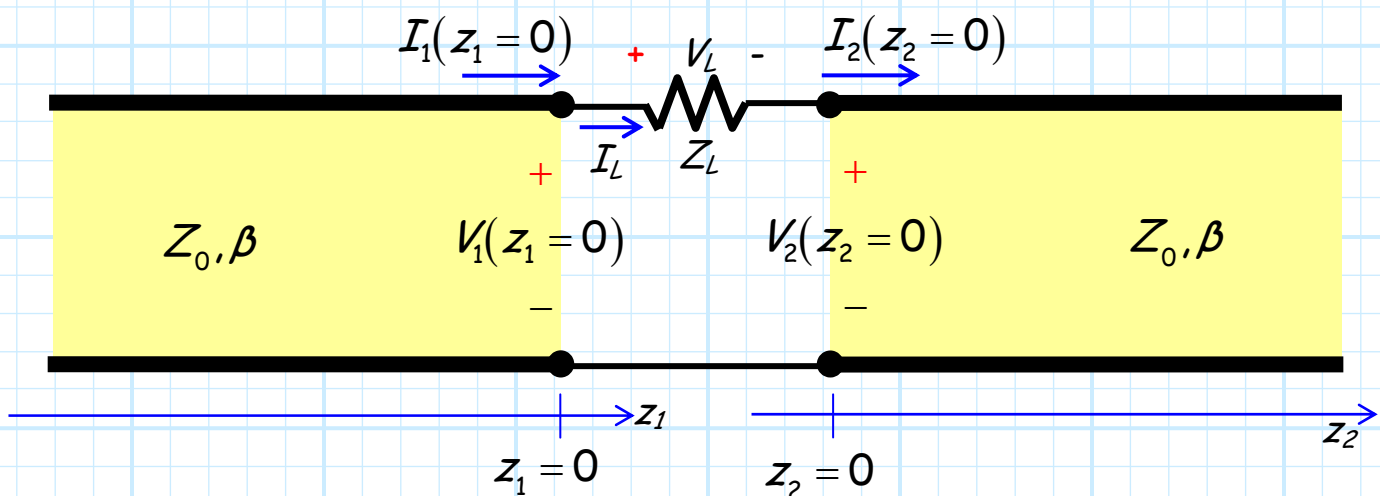 I₁(z₁ = 0) + V_L - I₂(z₂ = 0)
I_L Z_L
+ +
Z₀, β V₁(z₁ = 0) V₂(z₂ = 0) Z₀, β
− −
z₁ z₂
z₁ = 0 z₂ = 0